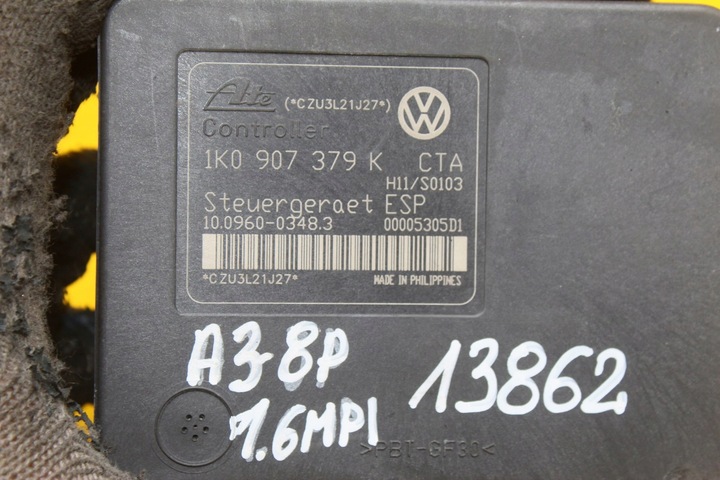 Ate (*CZU3L21J27*)
Controller
1K0 907 379 K CTA
H11/S0103
Steuergeraet ESP
10.0960-0348.3 00005305D1
*CZU3L21J27* MADE IN PHILIPPINES
A3 8P 13862
1.6MPI
>PBT-GF30<